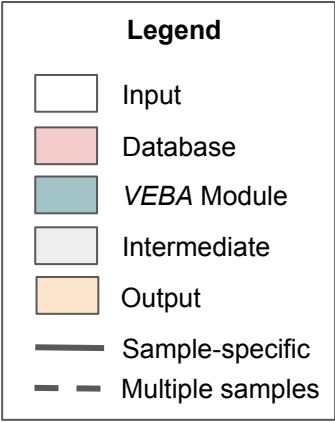 Legend
Input
Database
VEBA Module
Intermediate
Output
Sample-specific
Multiple samples